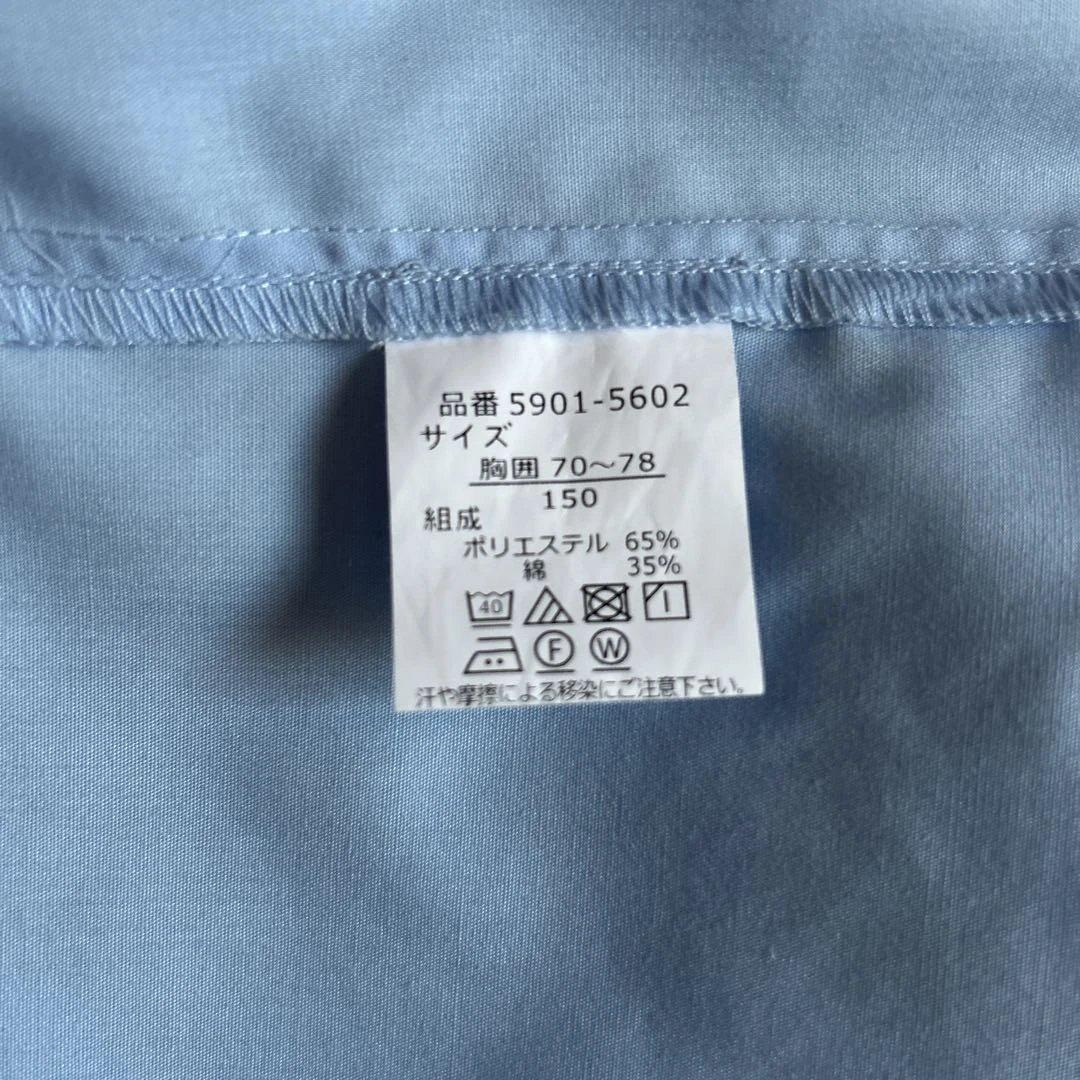 品番 5901-5602
サイズ
胸囲 70～78
150
組成
ポリエステル 65%
綿 35%
40
F W
汗や摩擦による移染にご注意下さい。